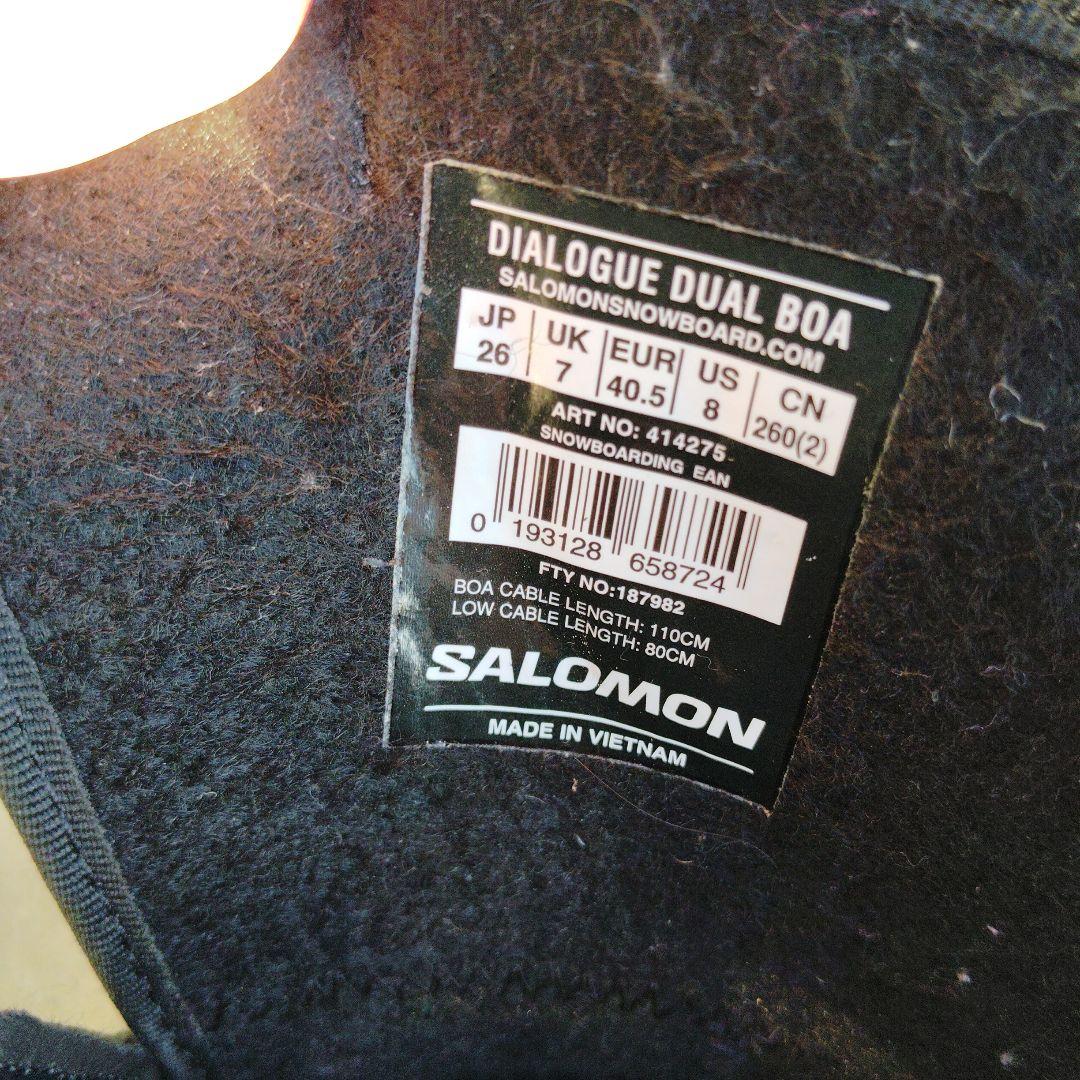 DIALOGUE DUAL BOA
SALOMONSNOWBOARD.COM
JP UK EUR US CN
26 7 40.5 8 260(2)
ART NO: 414275
SNOWBOARDING EAN
0 193128 658724
FTY NO:187982
BOA CABLE LENGTH: 110CM
LOW CABLE LENGTH: 80CM
SALOMON
MADE IN VIETNAM